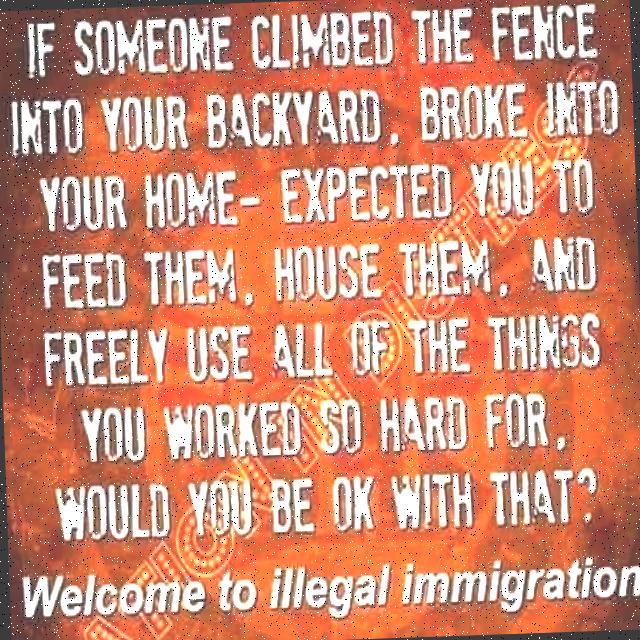 IF SOMEONE CLIMBED THE FENCE
INTO YOUR BACKYARD, BROKE INTO
YOUR HOME- EXPECTED YOU TO
FEED THEM, HOUSE THEM, AND
FREELY USE ALL OF THE THINGS
YOU WORKED SO HARD FOR,
WOULD YOU BE OK WITH THAT?
Welcome to illegal immigration